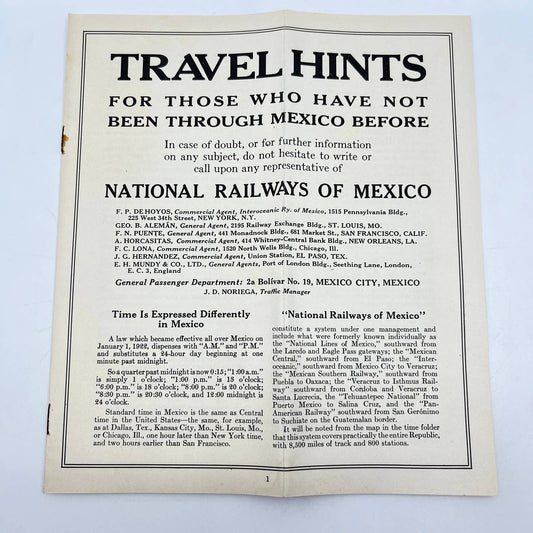 TRAVEL HINTS
FOR THOSE WHO HAVE NOT
BEEN THROUGH MEXICO BEFORE
In case of doubt, or for further information
on any subject, do not hesitate to write or
call upon any representative of
NATIONAL RAILWAYS OF MEXICO
F. P. DE HOYOS, Commercial Agent, Interoceanic Ry. of Mexico, 1515 Pennsylvania Bldg.,
225 West 34th Street, NEW YORK, N.Y.
GEO. B. ALEMÁN, General Agent, 2195 Railway Exchange Bldg., ST. LOUIS, MO.
F. N. PUENTE, General Agent, 441 Monadnock Bldg., 681 Market St., SAN FRANCISCO, CALIF.
A. HORCASITAS, Commercial Agent, 414 Whitney-Central Bank Bldg., NEW ORLEANS, LA.
F. C. LONA, Commercial Agent, 1520 North Wells Bldg., Chicago, Ill.
J. G. HERNANDEZ, Commercial Agent, Union Station, EL PASO, TEX.
E. H. MUNDY & CO., LTD., General Agents, Port of London Bldg., Seething Lane, London,
E. C. 3, England
General Passenger Department: 2a Bolívar No. 19, MEXICO CITY, MEXICO
J. D. NORIEGA, Traffic Manager
Time Is Expressed Differently
in Mexico
A law which became effective all over Mexico on
January 1, 1922, dispenses with "A.M." and "P.M."
and substitutes a 24-hour day beginning at one
minute past midnight.
So a quarter past midnight is now 0:15; "1:00 a.m."
is simply 1 o'clock; "1:00 p.m." is 13 o'clock;
"6:00 p.m." is 18 o'clock; "8:00 p.m." is 20 o'clock;
"8:30 p.m." is 20:30 o'clock, and 12:00 midnight is
24 o'clock.
Standard time in Mexico is the same as Central
time in the United States—the same, for example,
as at Dallas, Tex., Kansas City, Mo., St. Louis, Mo.,
or Chicago, Ill., one hour later than New York time,
and two hours earlier than San Francisco.
"National Railways of Mexico"
constitute a system under one management and
include what were formerly known individually as
the "National Lines of Mexico," southward from
the Laredo and Eagle Pass gateways; the "Mexican
Central," southward from El Paso; the "Inter-
oceanic," southward from Mexico City to Veracruz;
the "Mexican Southern Railway," southward from
Puebla to Oaxaca; the "Veracruz to Isthmus Rail-
way" southward from Cordoba and Veracruz to
Santa Lucrecia, the "Tehuantepec National" from
Puerto Mexico to Salina Cruz, and the "Pan-
American Railway" southward from San Gerónimo
to Suchiate on the Guatemalan border.
It will be noted from the map in the time folder
that this system covers practically the entire Republic,
with 8,500 miles of track and 800 stations.
1